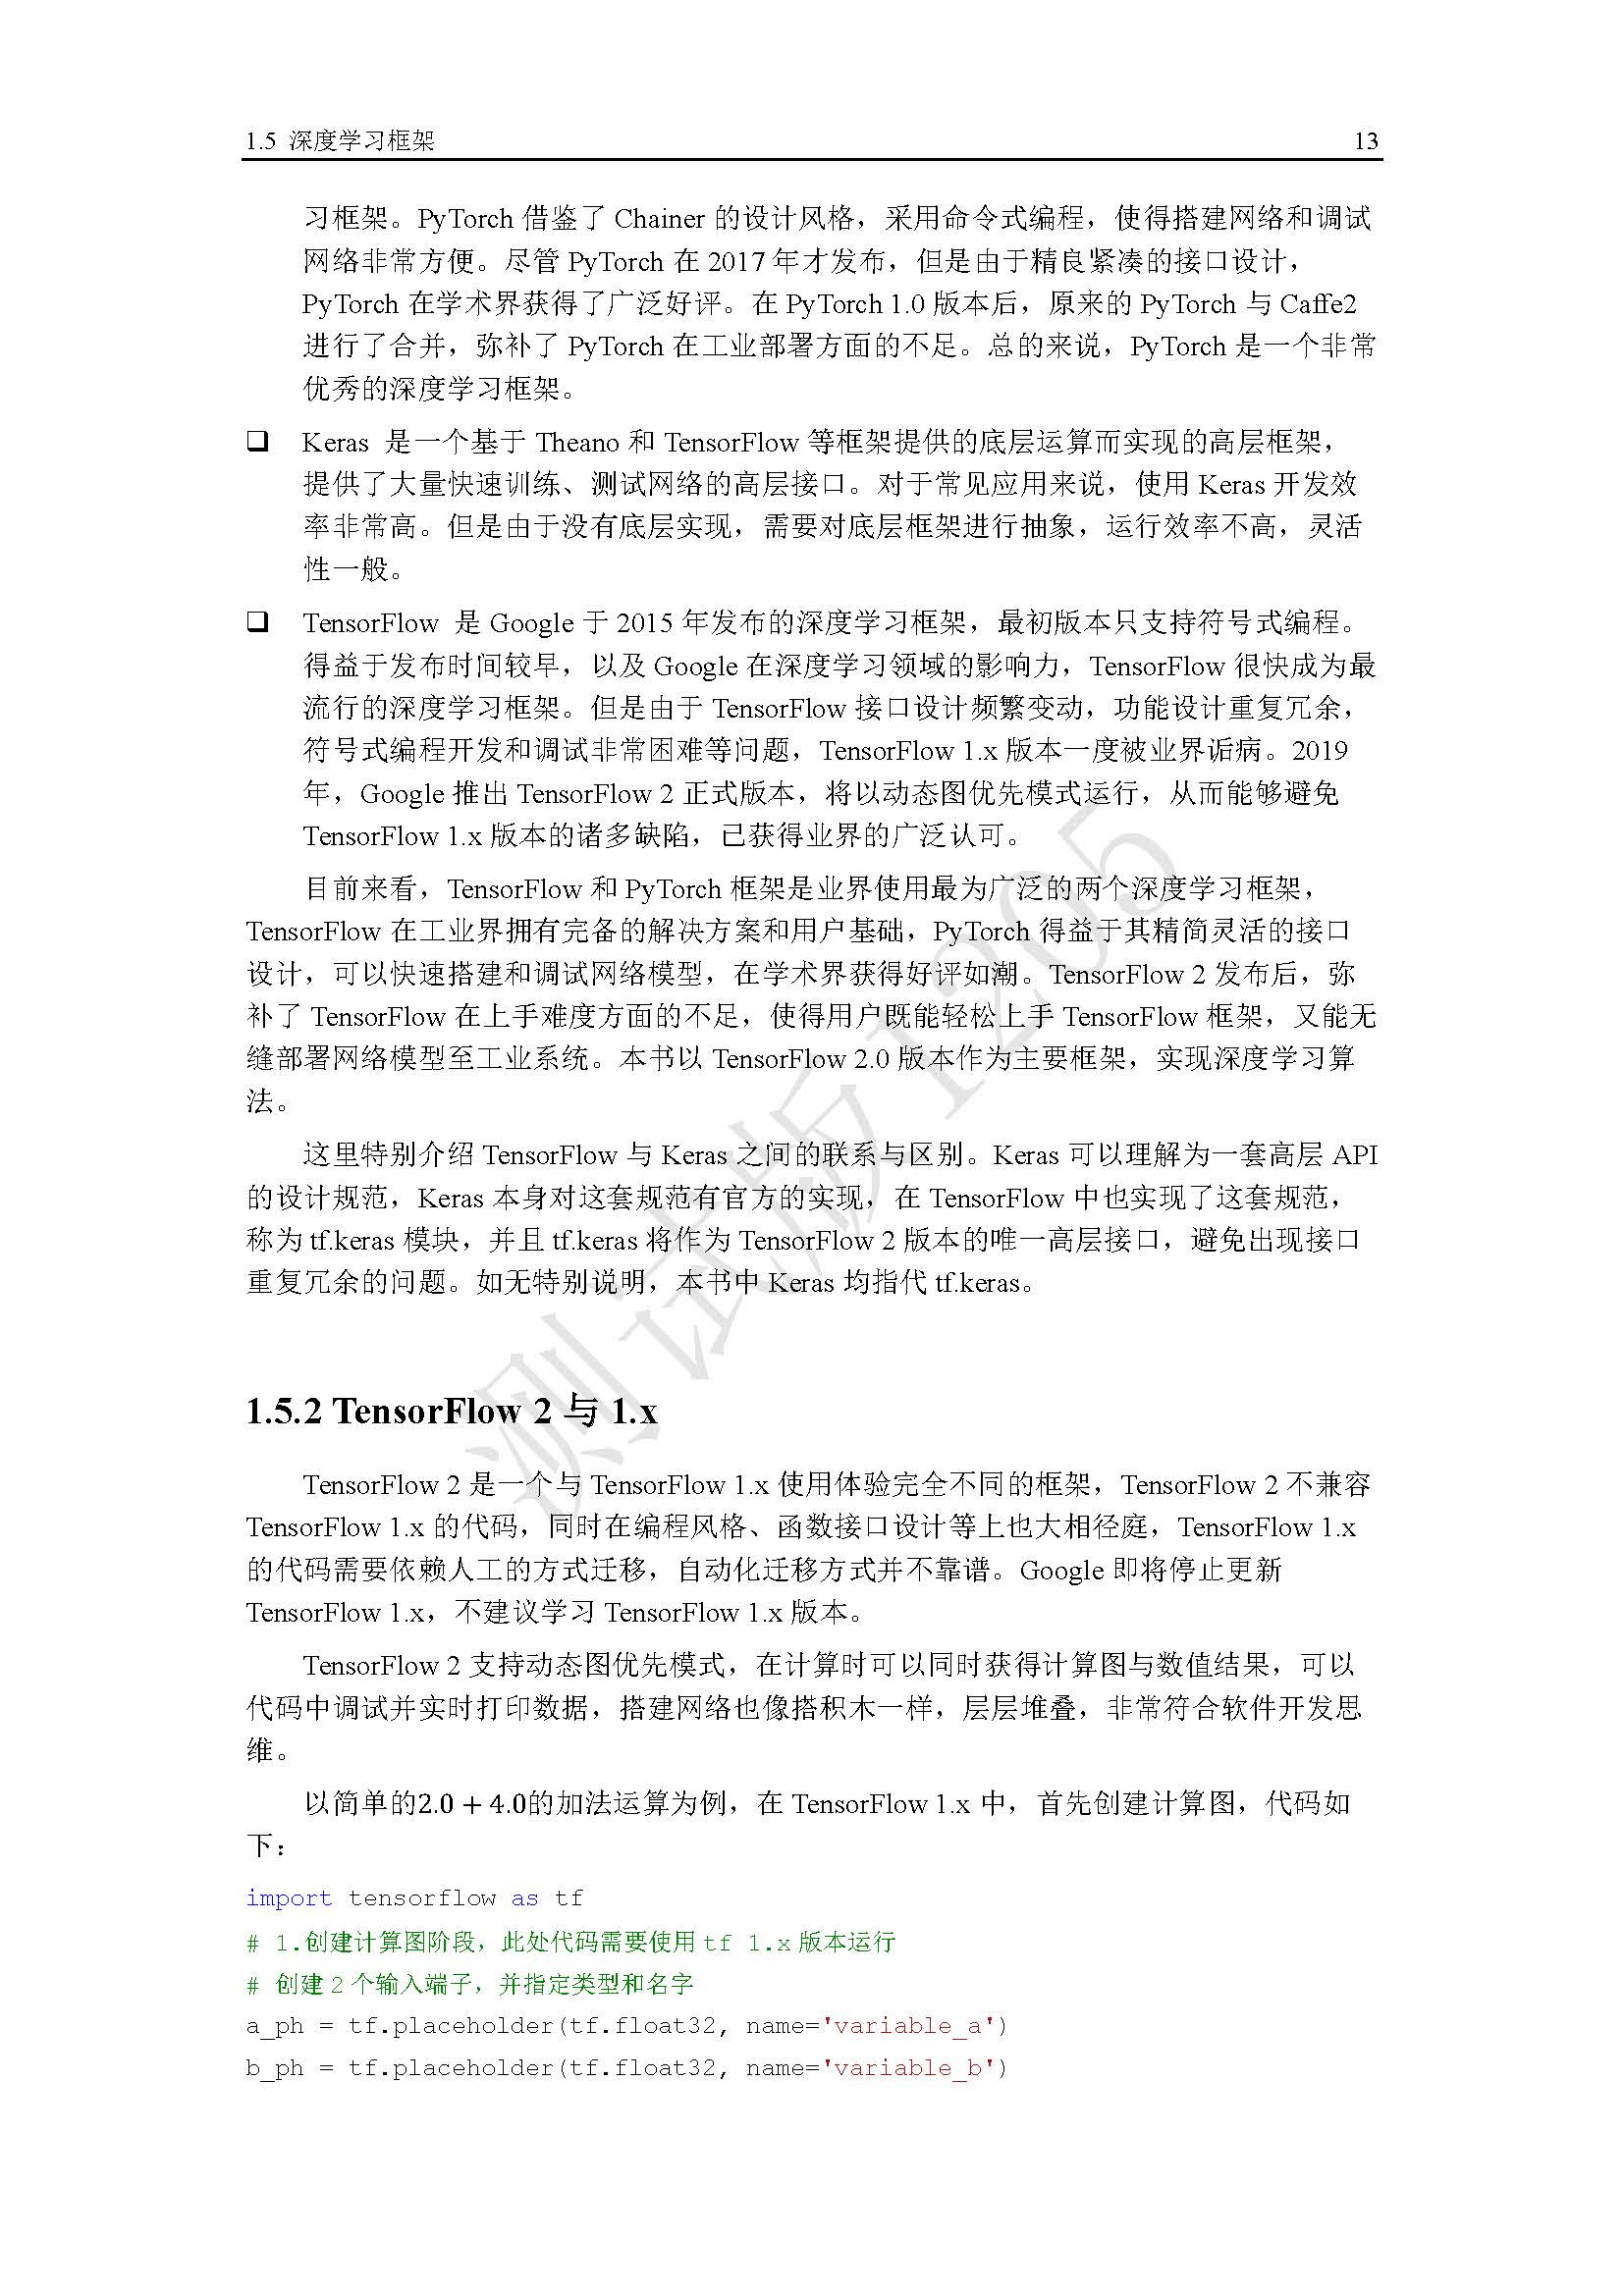 1.5 深度学习框架 13
习框架。PyTorch 借鉴了 Chainer 的设计风格，采用命令式编程，使得搭建网络和调试
网络非常方便。尽管 PyTorch 在 2017 年才发布，但是由于精良紧凑的接口设计，
PyTorch 在学术界获得了广泛好评。在 PyTorch 1.0 版本后，原来的 PyTorch 与 Caffe2
进行了合并，弥补了 PyTorch 在工业部署方面的不足。总的来说，PyTorch 是一个非常
优秀的深度学习框架。
❑ Keras 是一个基于 Theano 和 TensorFlow 等框架提供的底层运算而实现的高层框架，
提供了大量快速训练、测试网络的高层接口。对于常见应用来说，使用 Keras 开发效
率非常高。但是由于没有底层实现，需要对底层框架进行抽象，运行效率不高，灵活
性一般。
❑ TensorFlow 是 Google 于 2015 年发布的深度学习框架，最初版本只支持符号式编程。
得益于发布时间较早，以及 Google 在深度学习领域的影响力，TensorFlow 很快成为最
流行的深度学习框架。但是由于 TensorFlow 接口设计频繁变动，功能设计重复冗余，
符号式编程开发和调试非常困难等问题，TensorFlow 1.x 版本一度被业界诟病。2019
年，Google 推出 TensorFlow 2 正式版本，将以动态图优先模式运行，从而能够避免
TensorFlow 1.x 版本的诸多缺陷，已获得业界的广泛认可。
目前来看，TensorFlow 和 PyTorch 框架是业界使用最为广泛的两个深度学习框架，
TensorFlow 在工业界拥有完备的解决方案和用户基础，PyTorch 得益于其精简灵活的接口
设计，可以快速搭建和调试网络模型，在学术界获得好评如潮。TensorFlow 2 发布后，弥
补了 TensorFlow 在上手难度方面的不足，使得用户既能轻松上手 TensorFlow 框架，又能无
缝部署网络模型至工业系统。本书以 TensorFlow 2.0 版本作为主要框架，实现深度学习算
法。
这里特别介绍 TensorFlow 与 Keras 之间的联系与区别。Keras 可以理解为一套高层 API
的设计规范，Keras 本身对这套规范有官方的实现，在 TensorFlow 中也实现了这套规范，
称为 tf.keras 模块，并且 tf.keras 将作为 TensorFlow 2 版本的唯一高层接口，避免出现接口
重复冗余的问题。如无特别说明，本书中 Keras 均指代 tf.keras。
测试版1205
1.5.2 TensorFlow 2 与 1.x
TensorFlow 2 是一个与 TensorFlow 1.x 使用体验完全不同的框架，TensorFlow 2 不兼容
TensorFlow 1.x 的代码，同时在编程风格、函数接口设计等上也大相径庭，TensorFlow 1.x
的代码需要依赖人工的方式迁移，自动化迁移方式并不靠谱。Google 即将停止更新
TensorFlow 1.x，不建议学习 TensorFlow 1.x 版本。
TensorFlow 2 支持动态图优先模式，在计算时可以同时获得计算图与数值结果，可以
代码中调试并实时打印数据，搭建网络也像搭积木一样，层层堆叠，非常符合软件开发思
维。
以简单的2.0 + 4.0的加法运算为例，在 TensorFlow 1.x 中，首先创建计算图，代码如
下：
import tensorflow as tf
# 1.创建计算图阶段，此处代码需要使用 tf 1.x 版本运行
# 创建 2 个输入端子，并指定类型和名字
a_ph = tf.placeholder(tf.float32, name='variable_a')
b_ph = tf.placeholder(tf.float32, name='variable_b')